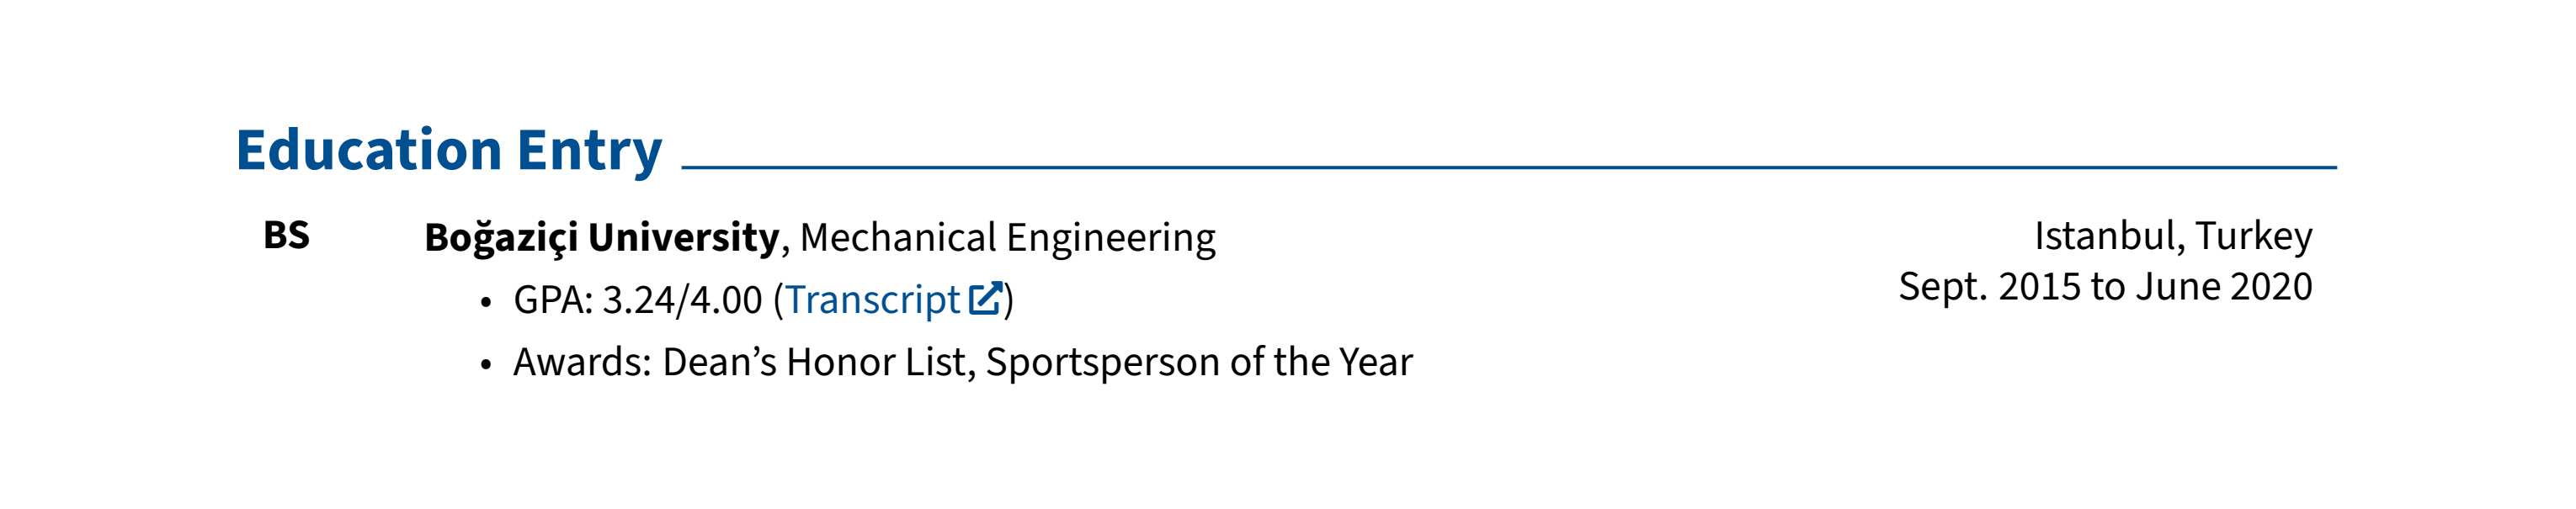 Education Entry
BS Boğaziçi University, Mechanical Engineering Istanbul, Turkey
Sept. 2015 to June 2020
• GPA: 3.24/4.00 (Transcript)
• Awards: Dean’s Honor List, Sportsperson of the Year